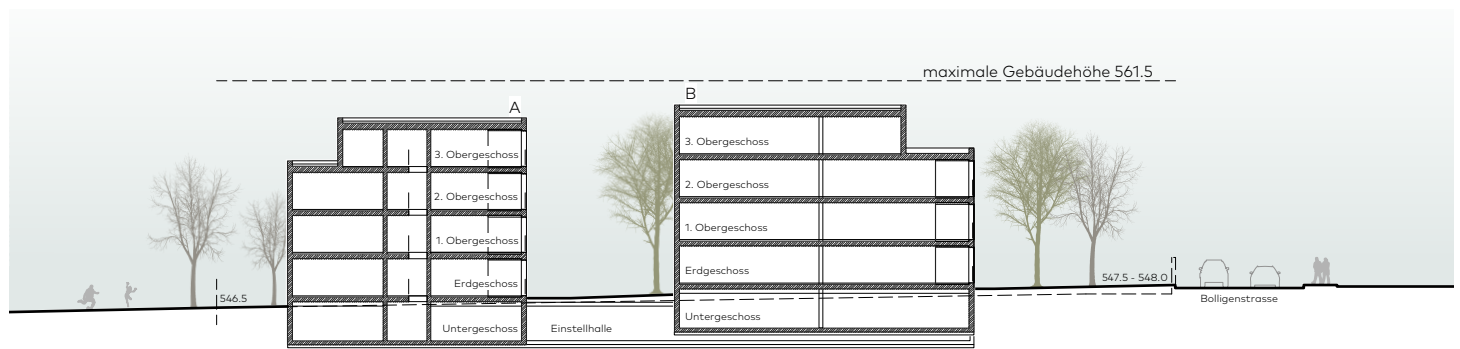 maximale Gebäudehöhe 561.5
A
B
3. Obergeschoss
2. Obergeschoss
1. Obergeschoss
Erdgeschoss
Untergeschoss
Einstellhalle
3. Obergeschoss
2. Obergeschoss
1. Obergeschoss
Erdgeschoss
Untergeschoss
546.5
547.5 - 548.0
Bolligenstrasse